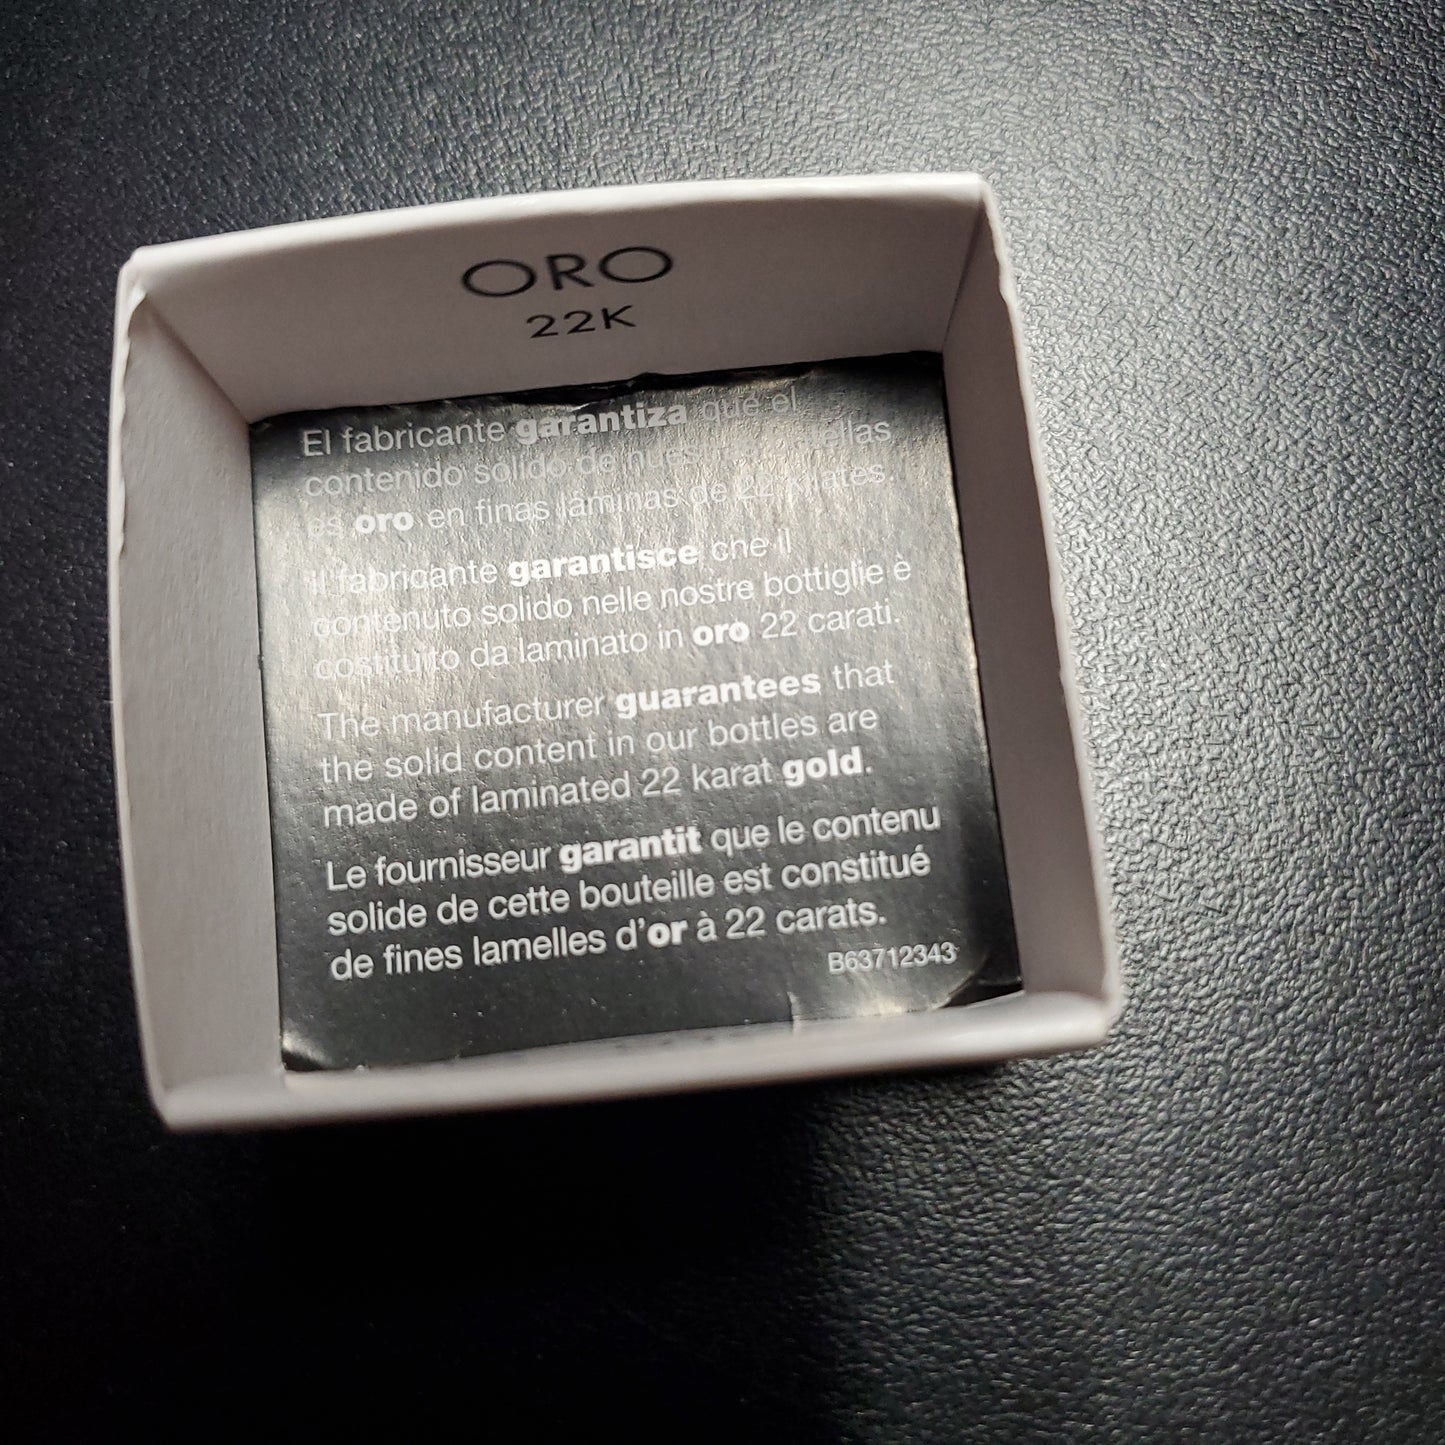 ORO
22K
El fabricante garantiza que el
contenido sólido de
es oro en finas láminas de 22
Il fabricante garantisce che il
contenuto solido nelle nostre bottiglie è
costituito da laminato in oro 22 carati.
The manufacturer guarantees that
the solid content in our bottles are
made of laminated 22 karat gold.
Le fournisseur garantit que le contenu
solide de cette bouteille est constitué
de fines lamelles d'or à 22 carats.
B63712343